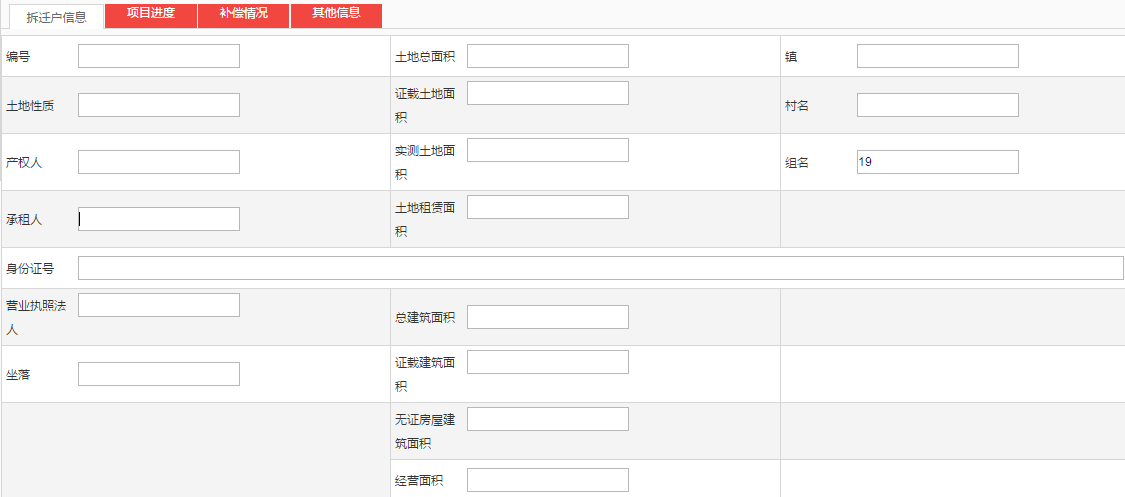 拆迁户信息 项目进度 补偿情况 其他信息
编号 土地总面积 镇
土地性质 证载土地面
积 村名
产权人 实测土地面
积 组名 19
承租人 土地租赁面
积
身份证号
营业执照法
人 总建筑面积
坐落 证载建筑面
积
无证房屋建
筑面积
经营面积